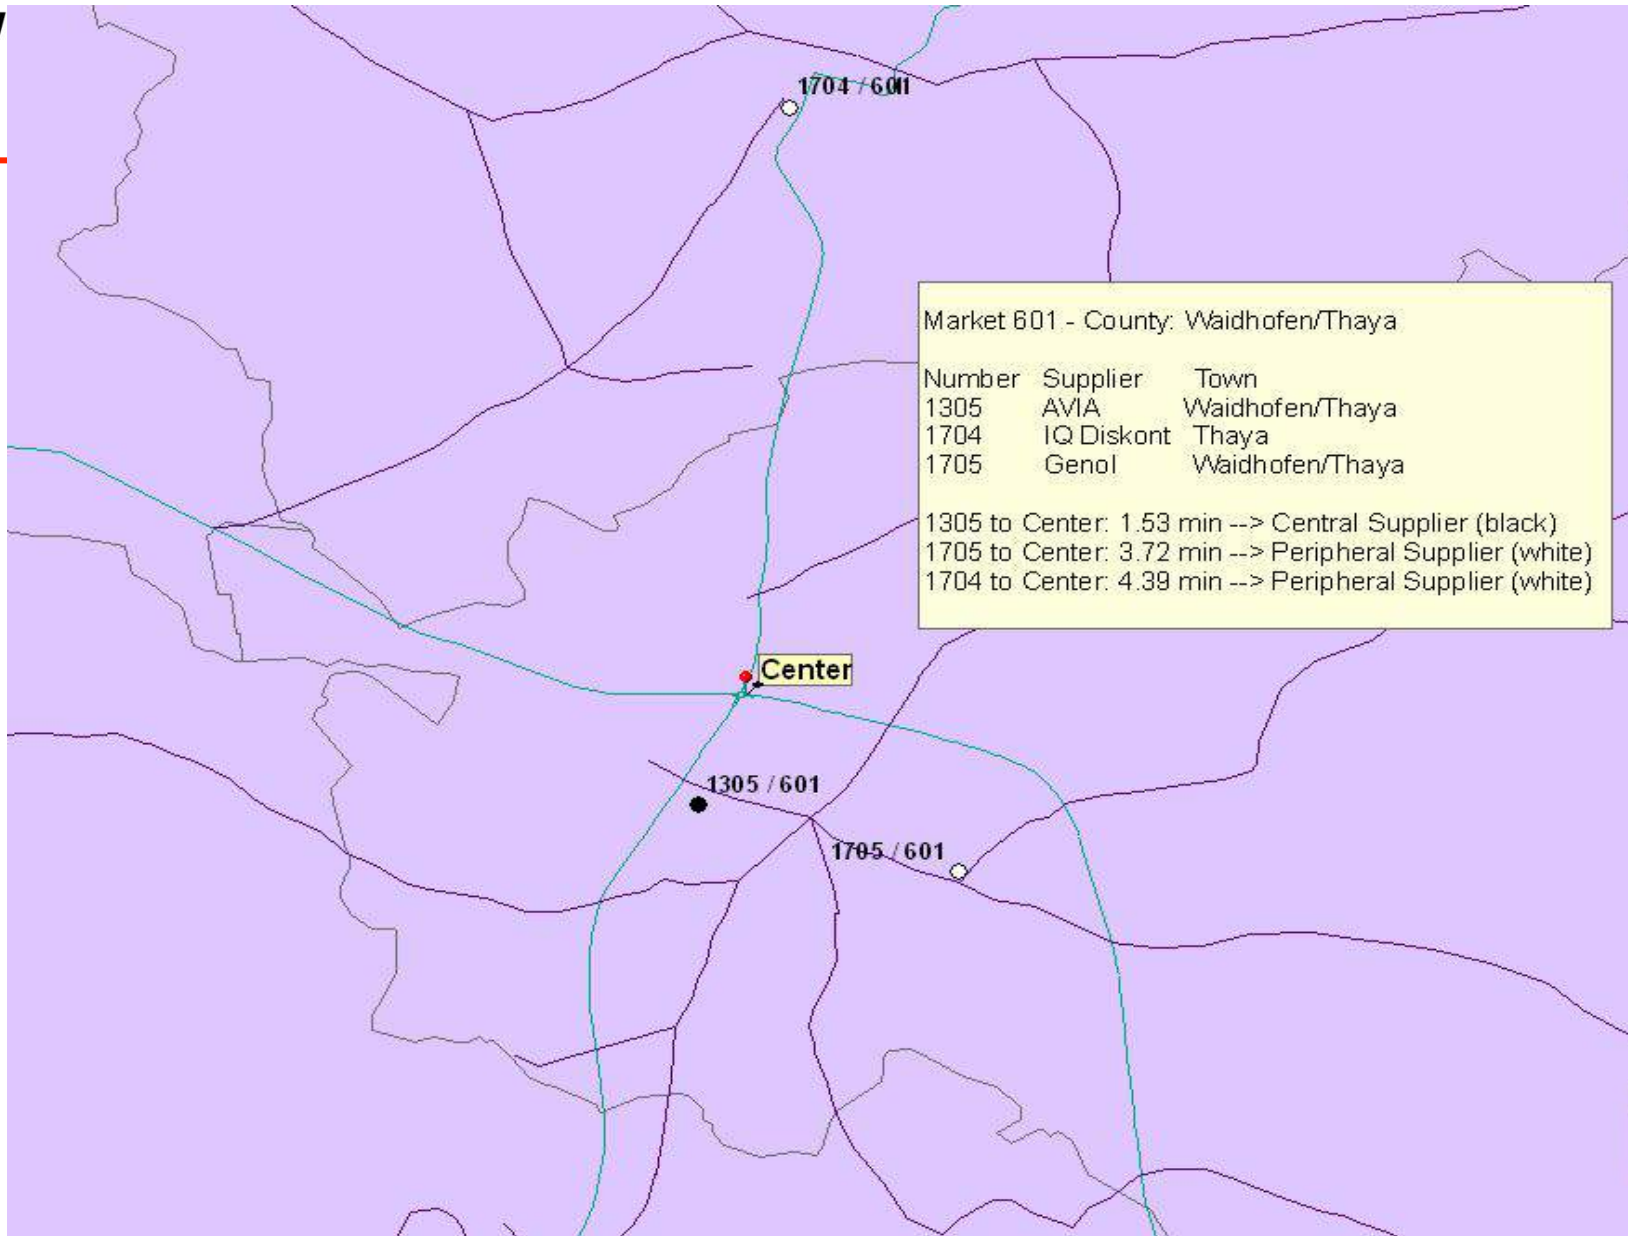 1704 / 601
Market 601 - County: Waidhofen/Thaya
Number Supplier Town
1305 AVIA Waidhofen/Thaya
1704 IQ Diskont Thaya
1705 Genol Waidhofen/Thaya
1305 to Center: 1.53 min --> Central Supplier (black)
1705 to Center: 3.72 min --> Peripheral Supplier (white)
1704 to Center: 4.39 min --> Peripheral Supplier (white)
Center
1305 / 601
1705 / 601